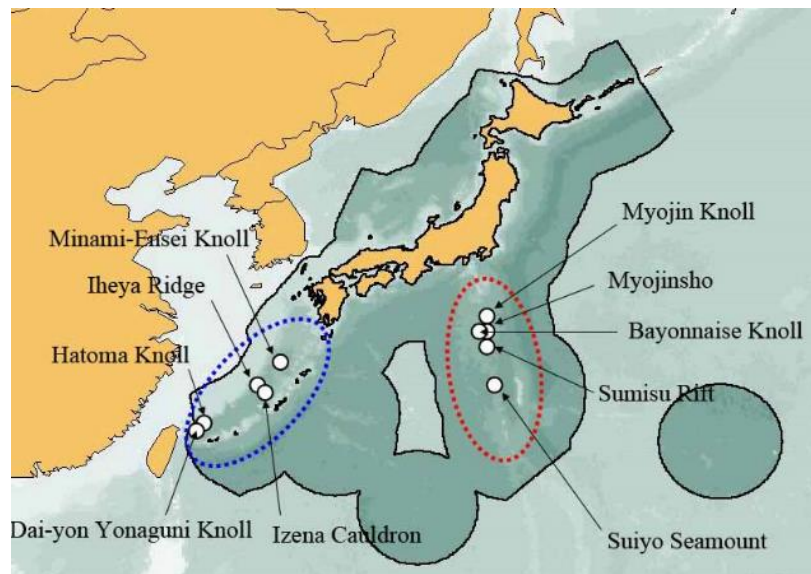 Myojin Knoll
Minami-Ensei Knoll
Myojinsho
Iheya Ridge
Bayonnaise Knoll
Hatoma Knoll
Sumisu Rift
Dai-yon Yonaguni Knoll
Izena Cauldron
Suiyo Seamount